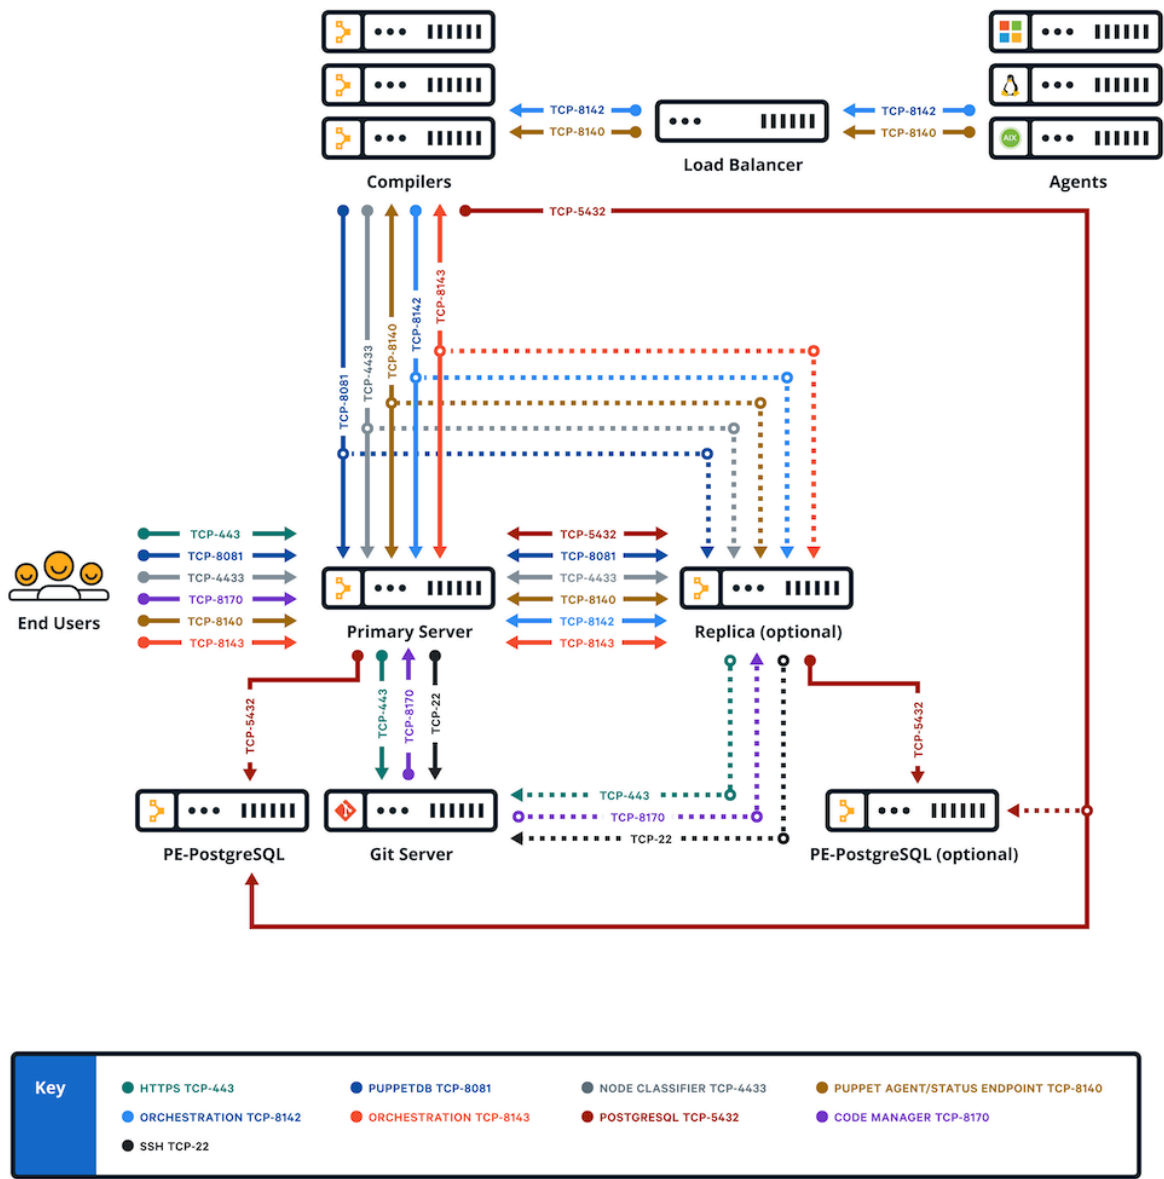 TCP-8142
TCP-8140
TCP-8142
TCP-8140
AIX
Load Balancer
Compilers
Agents
TCP-5432
TCP-8081
TCP-4433
TCP-8140
TCP-8142
TCP-8143
TCP-443
TCP-8081
TCP-4433
TCP-8170
TCP-8140
TCP-8143
TCP-5432
TCP-8081
TCP-4433
TCP-8140
TCP-8142
TCP-8143
End Users
Primary Server
Replica (optional)
TCP-5432
TCP-443
TCP-8170
TCP-22
TCP-5432
TCP-443
TCP-8170
TCP-22
PE-PostgreSQL
Git Server
PE-PostgreSQL (optional)
Key
HTTPS TCP-443
PUPPETDB TCP-8081
NODE CLASSIFIER TCP-4433
PUPPET AGENT/STATUS ENDPOINT TCP-8140
ORCHESTRATION TCP-8142
ORCHESTRATION TCP-8143
POSTGRESQL TCP-5432
CODE MANAGER TCP-8170
SSH TCP-22